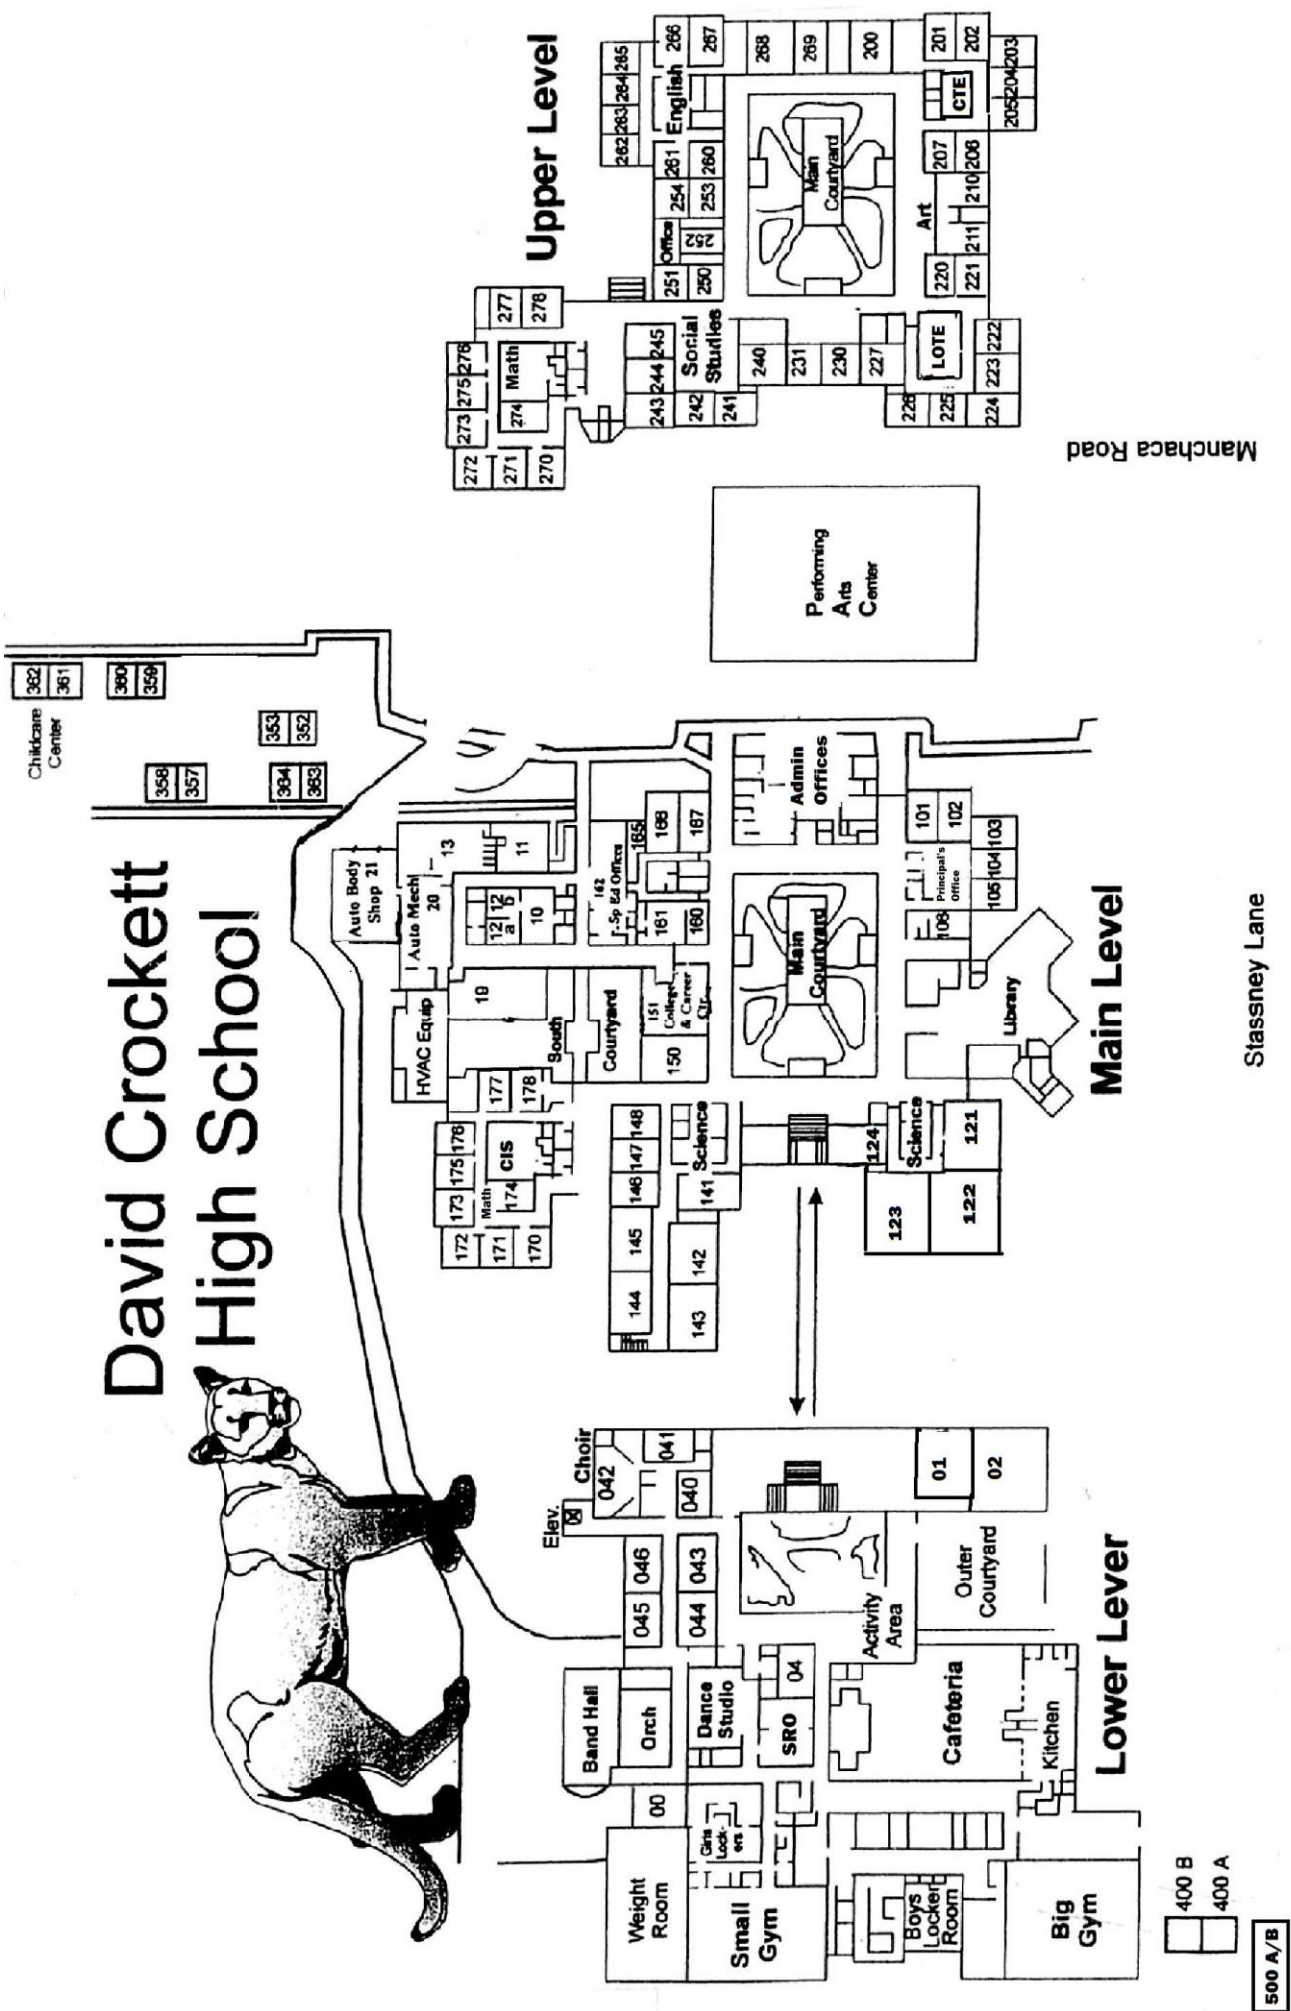 David Crockett
High School
Childcare
Center
362
361
360
359
358
357
353
352
364
363
Upper Level
266
267
268
269
200
201
202
203
204
205
CTE
265
264
263
262
English
261
260
254
253
Office
252
251
250
Main
Courtyard
207
206
210
211
Art
220
221
222
223
224
225
226
LOTE
227
230
231
240
Social
Studies
245
244
243
242
241
277
278
276
275
273
Math
274
272
271
270
Manchaca Road
Performing
Arts
Center
Auto Body
Shop 21
Auto Mech
20
13
11
12
b
12
a
10
HVAC Equip
19
South
Courtyard
162
Sp Ed Offices
165
166
167
161
160
151
College
& Career
Ctr.
150
Admin
Offices
Main
Courtyard
101
102
103
104
105
Principal's
Office
106
Library
177
178
176
175
173
CIS
Math
174
172
171
170
148
147
146
145
144
Science
141
142
143
124
Science
121
123
122
Main Level
Stassney Lane
Choir
042
041
040
Elev.
046
045
043
044
01
02
Outer
Courtyard
Activity
Area
Band Hall
Orch
Dance
Studio
04
SRO
Cafeteria
Kitchen
00
Girls
Lock-
ers
Weight
Room
Small
Gym
Boys
Locker
Room
Big
Gym
Lower Lever
400 B
400 A
500 A/B